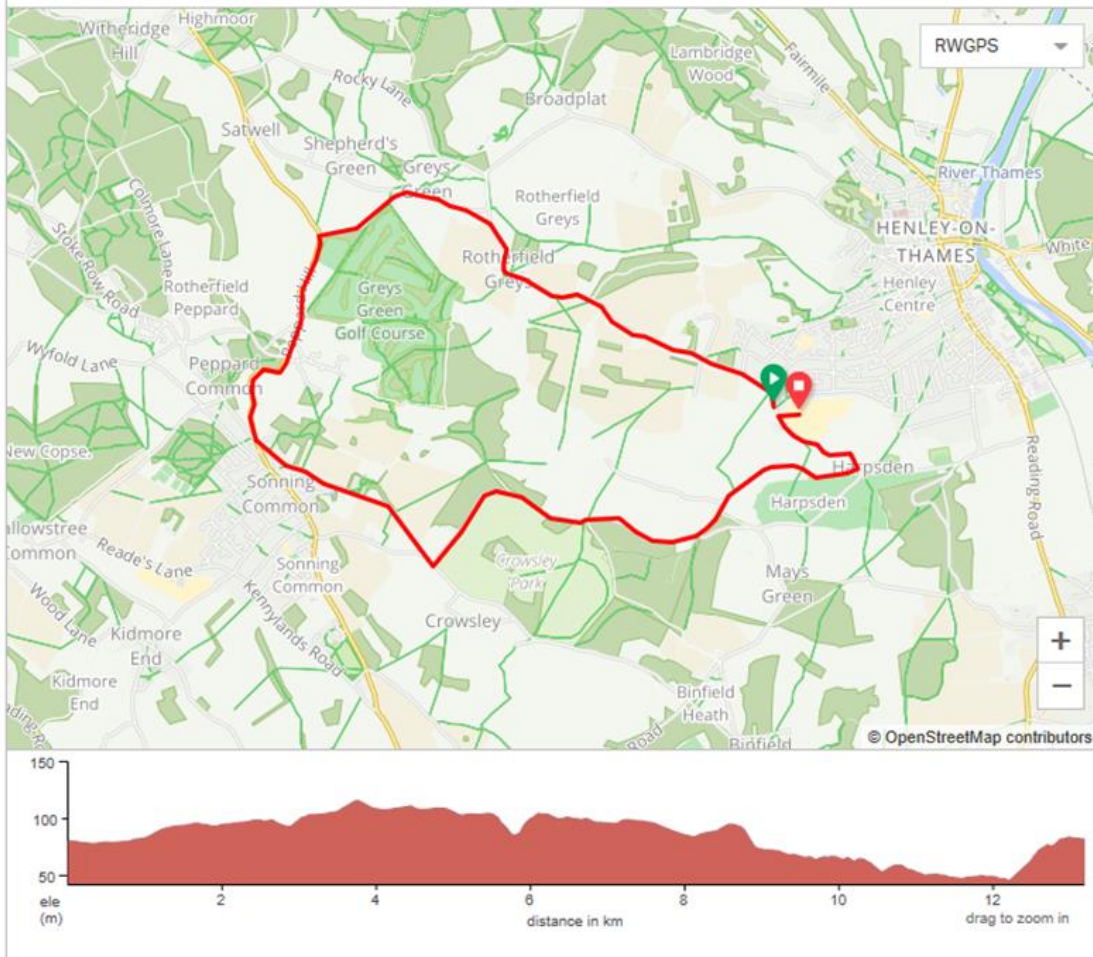 RWGPS
Witheridge
Hill
Highmoor
Rocky Lane
Lambridge
Wood
Fairmile
Broadplat
Satwell
Shepherd's
Green
Greys
Green
Colmore Lane
Stoke Row Road
Rotherfield
Greys
River Thames
HENLEY-ON-
THAMES
White
Rotherfield
Greys
Henley
Centre
Rotherfield
Peppard
Greys
Green
Golf Course
Peppard Hill
Wyfold Lane
Peppard
Common
New Copse
Harpsden
Reading Road
Sonning
Common
Harpsden
allowstree
Common
Reade's Lane
Sonning
Common
Crowsley
Park
Mays
Green
Wood Lane
Kennylands Road
Crowsley
Kidmore
End
Kidmore
End
Binfield
Heath
Road
Binfield
+
−
© OpenStreetMap contributors
150
100
50
ele
(m)
2
4
6
8
10
12
distance in km
drag to zoom in